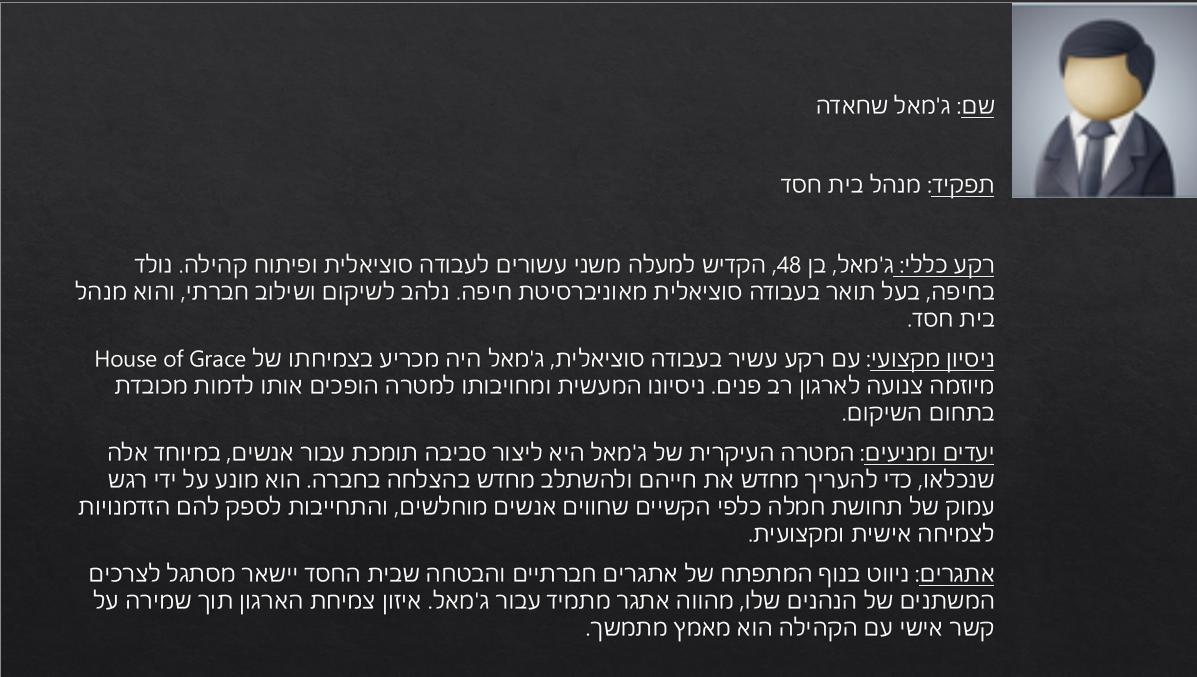 שם: ג'מאל שחאדה
תפקיד: מנהל בית חסד
רקע כללי: ג'מאל, בן 48, הקדיש למעלה משני עשורים לעבודה סוציאלית ופיתוח קהילה. נולד
בחיפה, בעל תואר בעבודה סוציאלית מאוניברסיטת חיפה. נלהב לשיקום ושילוב חברתי, והוא מנהל
בית חסד.
ניסיון מקצועי: עם רקע עשיר בעבודה סוציאלית, ג'מאל היה מכריע בצמיחתו של House of Grace
מיוזמה צנועה לארגון רב פנים. ניסיונו המעשית ומחויבותו למטרה הופכים אותו לדמות מכובדת
בתחום השיקום.
יעדים ומניעים: המטרה העיקרית של ג'מאל היא ליצור סביבה תומכת עבור אנשים, במיוחד אלה
שנכלאו, כדי להעריך מחדש את חייהם ולהשתלב מחדש בהצלחה בחברה. הוא מונע על ידי רגש
עמוק של תחושת חמלה כלפי הקשיים שחווים אנשים מוחלשים, והתחייבות לספק להם הזדמנויות
לצמיחה אישית ומקצועית.
אתגרים: ניווט בנוף המתפתח של אתגרים חברתיים והבטחה שבית החסד יישאר מסתגל לצרכים
המשתנים של הנהנים שלו, מהווה אתגר מתמיד עבור ג'מאל. איזון צמיחת הארגון תוך שמירה על
קשר אישי עם הקהילה הוא מאמץ מתמשך.